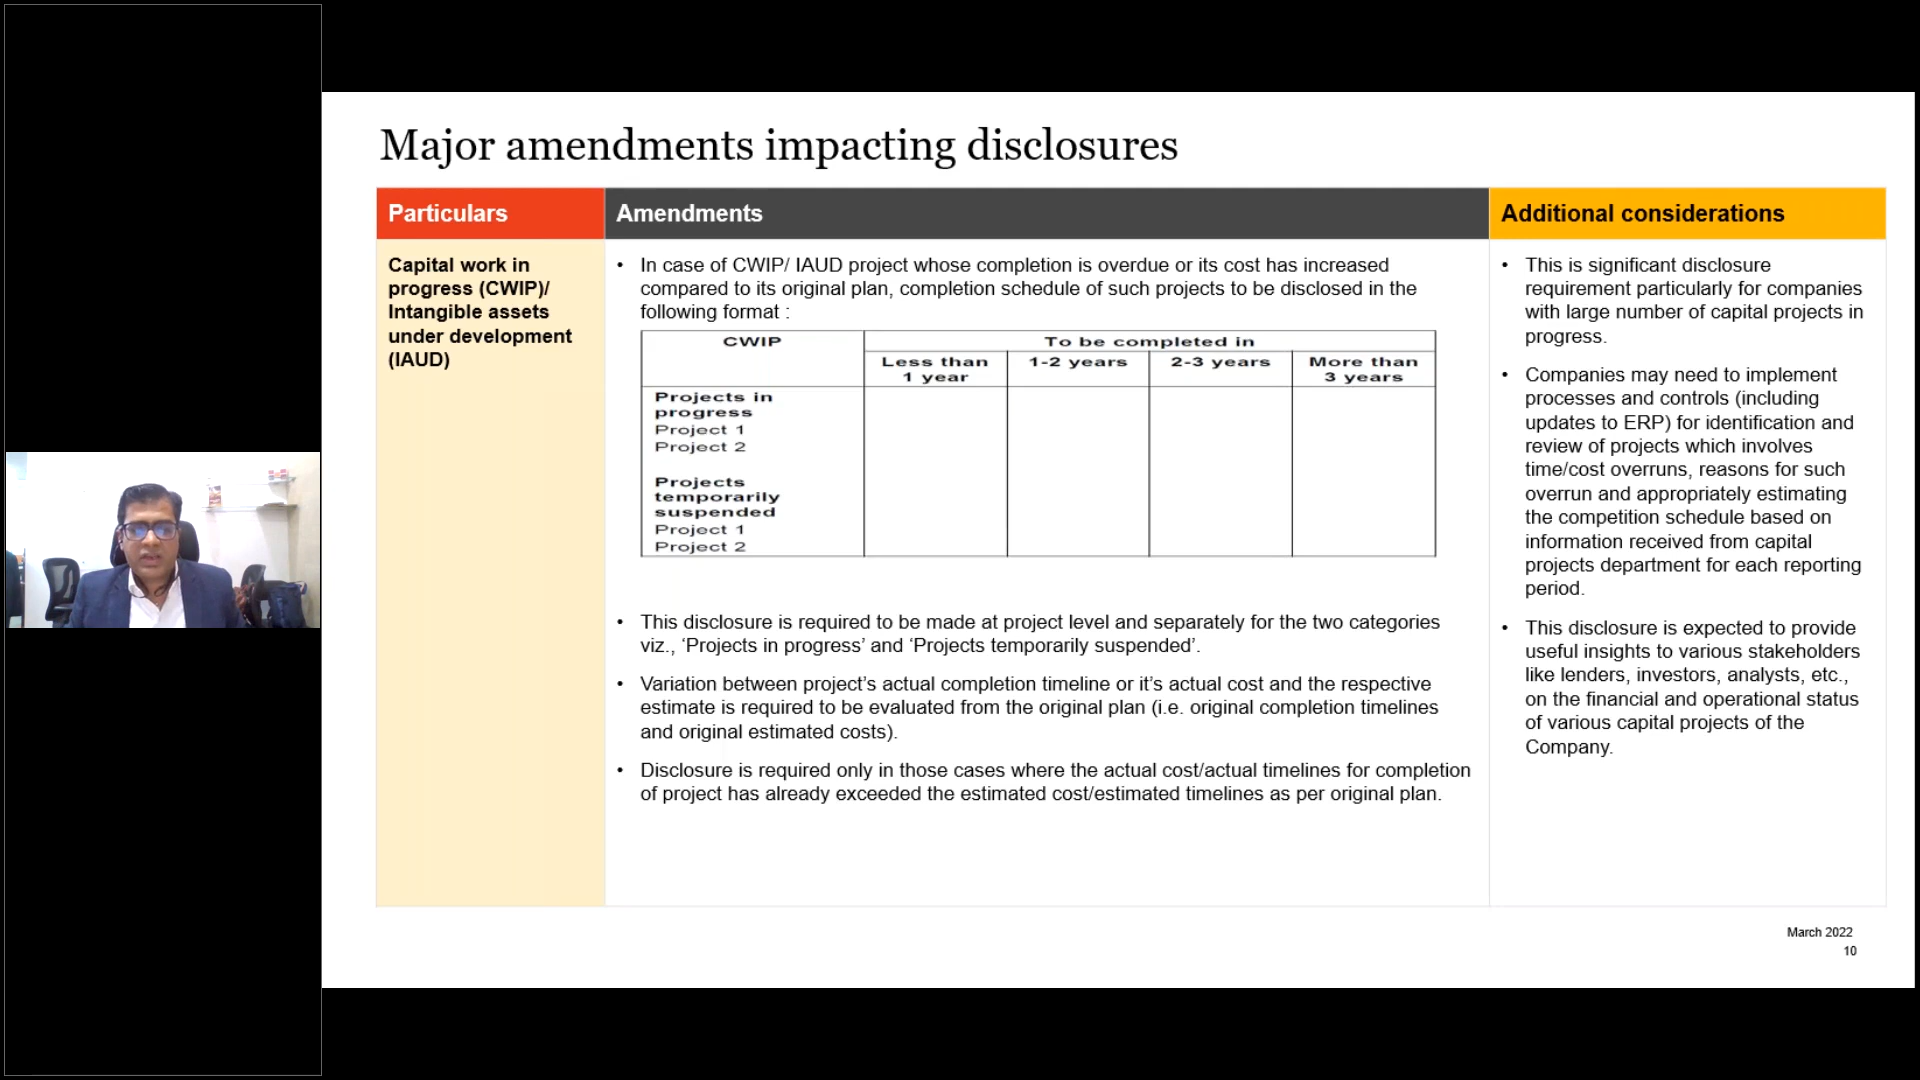 Major amendments impacting disclosures
Particulars
Amendments
Additional considerations
Capital work in
progress (CWIP)/
Intangible assets
under development
(IAUD)
• In case of CWIP/ IAUD project whose completion is overdue or its cost has increased
compared to its original plan, completion schedule of such projects to be disclosed in the
following format :
CWIP
To be completed in
Less than
1 year
1-2 years
2-3 years
More than
3 years
Projects in
progress
Project 1
Project 2
Projects
temporarily
suspended
Project 1
Project 2
• This disclosure is required to be made at project level and separately for the two categories
viz., ‘Projects in progress’ and ‘Projects temporarily suspended’.
• Variation between project’s actual completion timeline or it’s actual cost and the respective
estimate is required to be evaluated from the original plan (i.e. original completion timelines
and original estimated costs).
• Disclosure is required only in those cases where the actual cost/actual timelines for completion
of project has already exceeded the estimated cost/estimated timelines as per original plan.
• This is significant disclosure
requirement particularly for companies
with large number of capital projects in
progress.
• Companies may need to implement
processes and controls (including
updates to ERP) for identification and
review of projects which involves
time/cost overruns, reasons for such
overrun and appropriately estimating
the competition schedule based on
information received from capital
projects department for each reporting
period.
• This disclosure is expected to provide
useful insights to various stakeholders
like lenders, investors, analysts, etc.,
on the financial and operational status
of various capital projects of the
Company.
March 2022
10